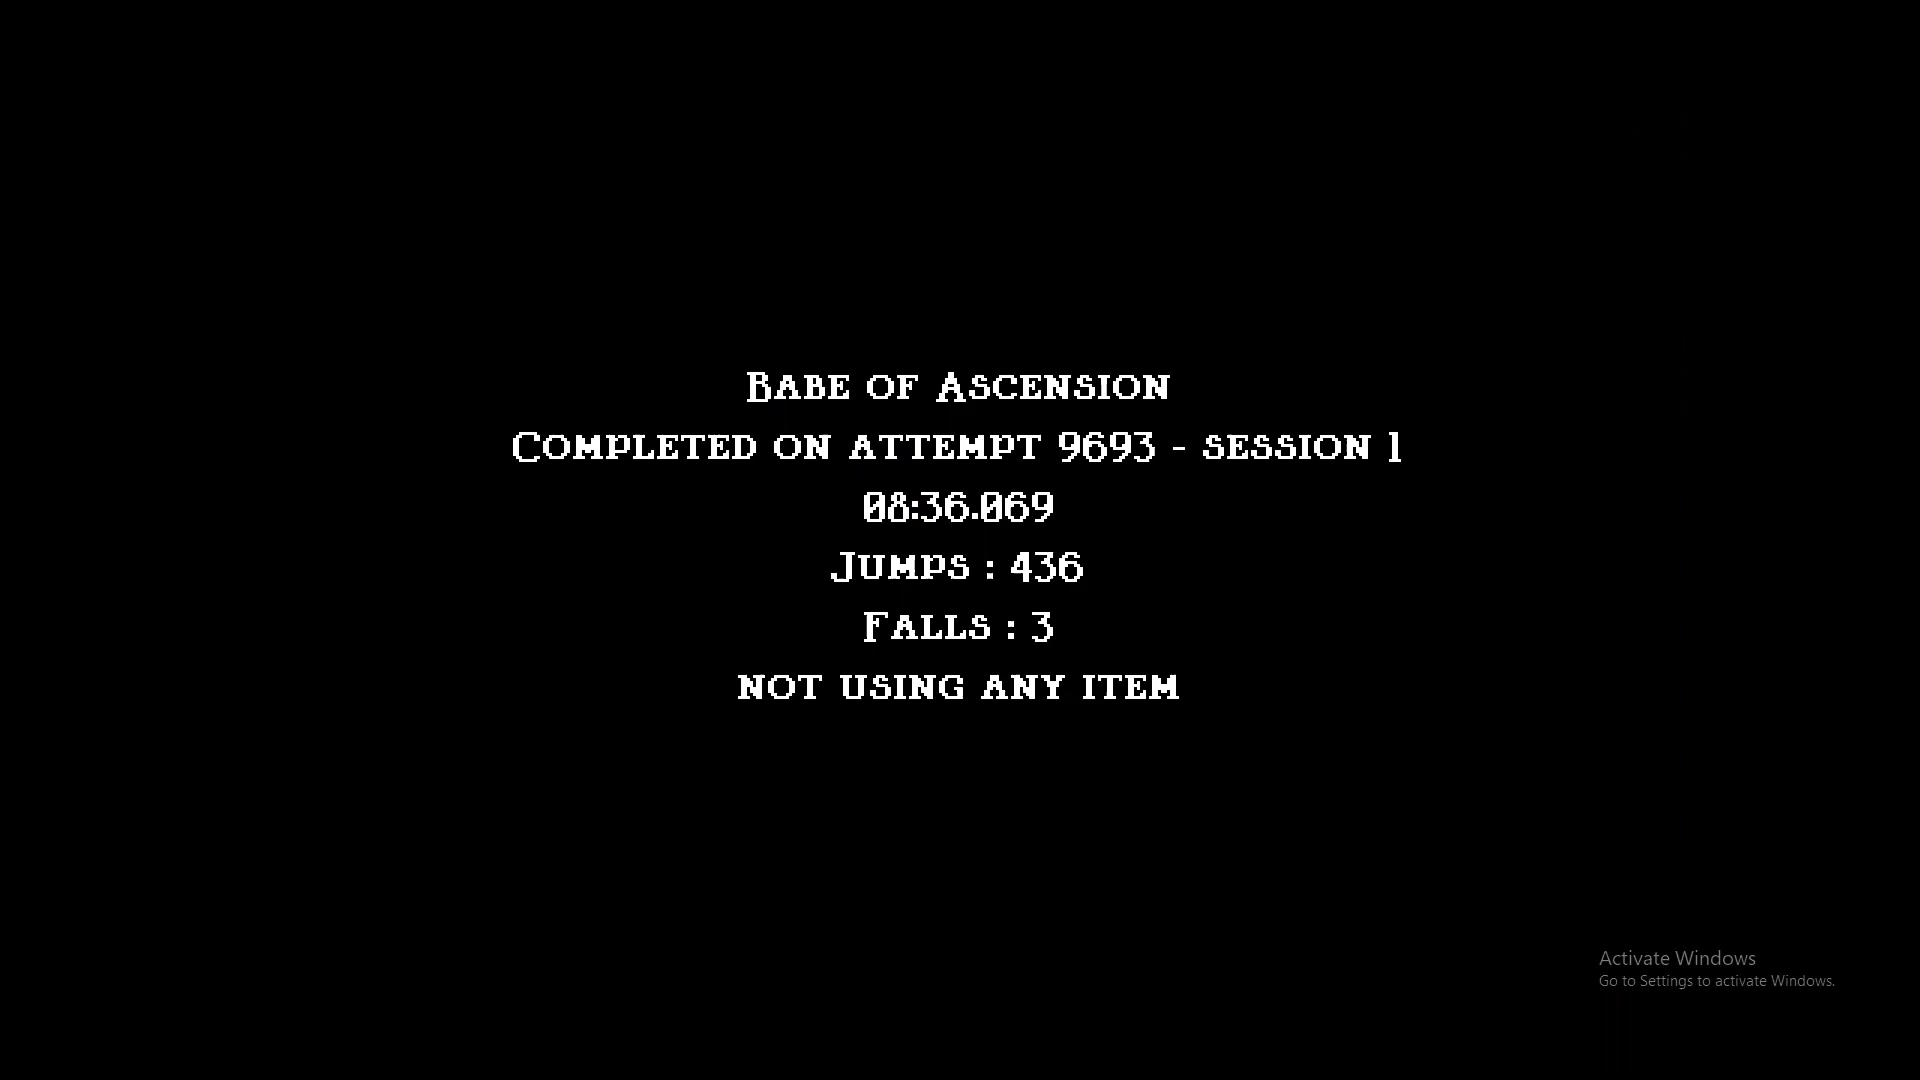 Babe of Ascension
Completed on attempt 9693 - session 1
08:36.069
Jumps : 436
Falls : 3
not using any item
Activate Windows
Go to Settings to activate Windows.